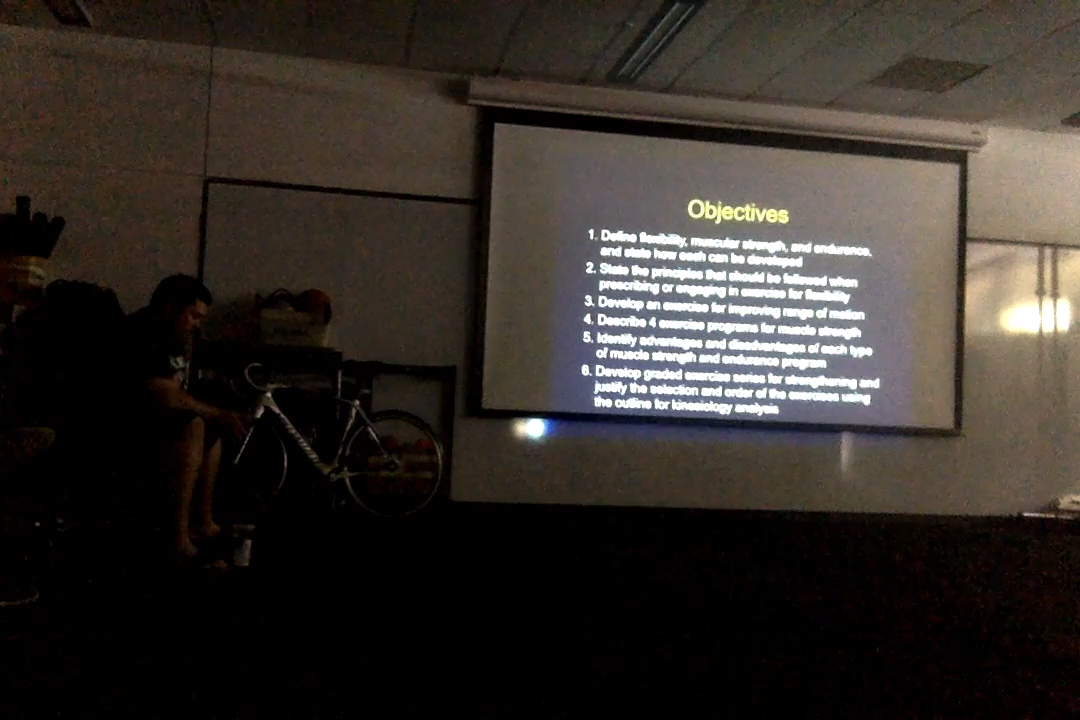 Objectives
1. Define flexibility, muscular strength, and endurance,
and state how each can be developed
2. State the principles that should be followed when
prescribing or engaging in exercise for flexibility
3. Develop an exercise for improving range of motion
4. Describe 4 exercise programs for muscle strength
5. Identify advantages and disadvantages of each type
of muscle strength and endurance program
6. Develop graded exercise series for strengthening and
justify the selection and order of the exercises using
the outline for kinesiology analysis